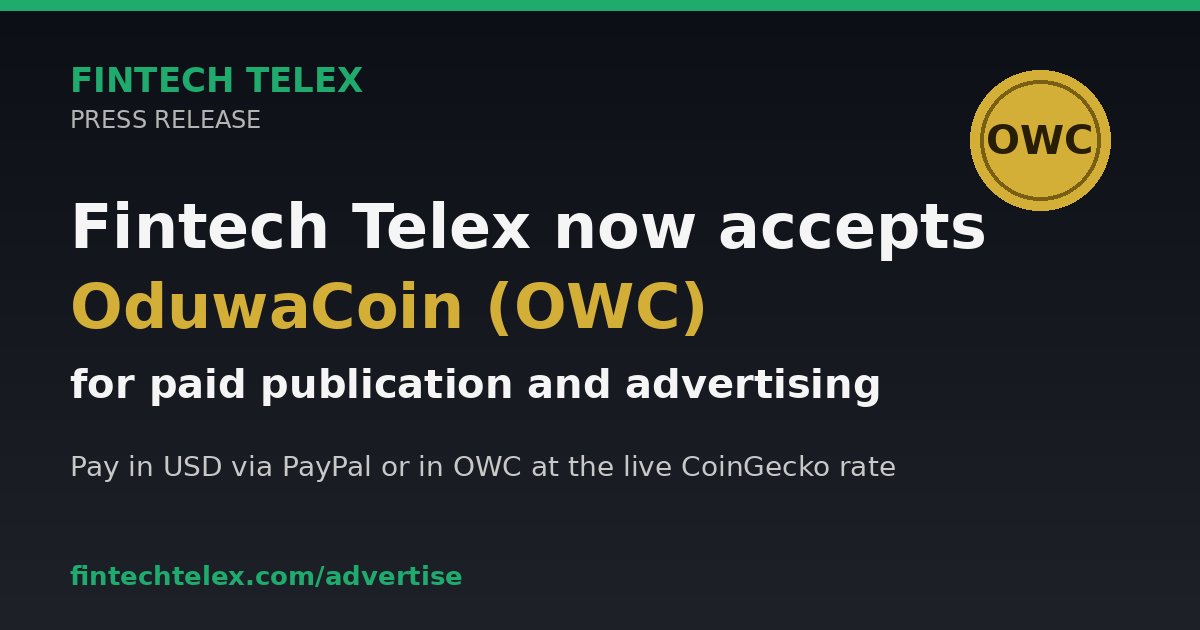 FINTECH TELEX
PRESS RELEASE
OWC
Fintech Telex now accepts
OduwaCoin (OWC)
for paid publication and advertising
Pay in USD via PayPal or in OWC at the live CoinGecko rate
fintechtelex.com/advertise